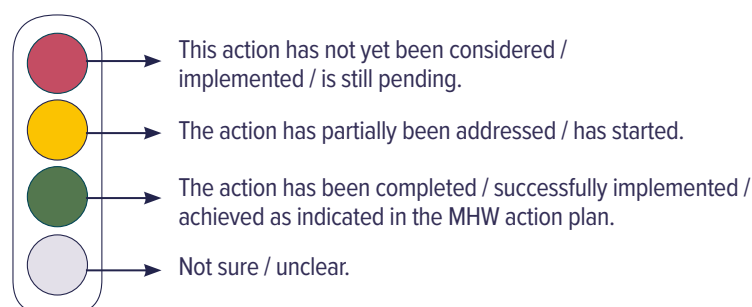 This action has not yet been considered /
implemented / is still pending.
The action has partially been addressed / has started.
The action has been completed / successfully implemented /
achieved as indicated in the MHW action plan.
Not sure / unclear.